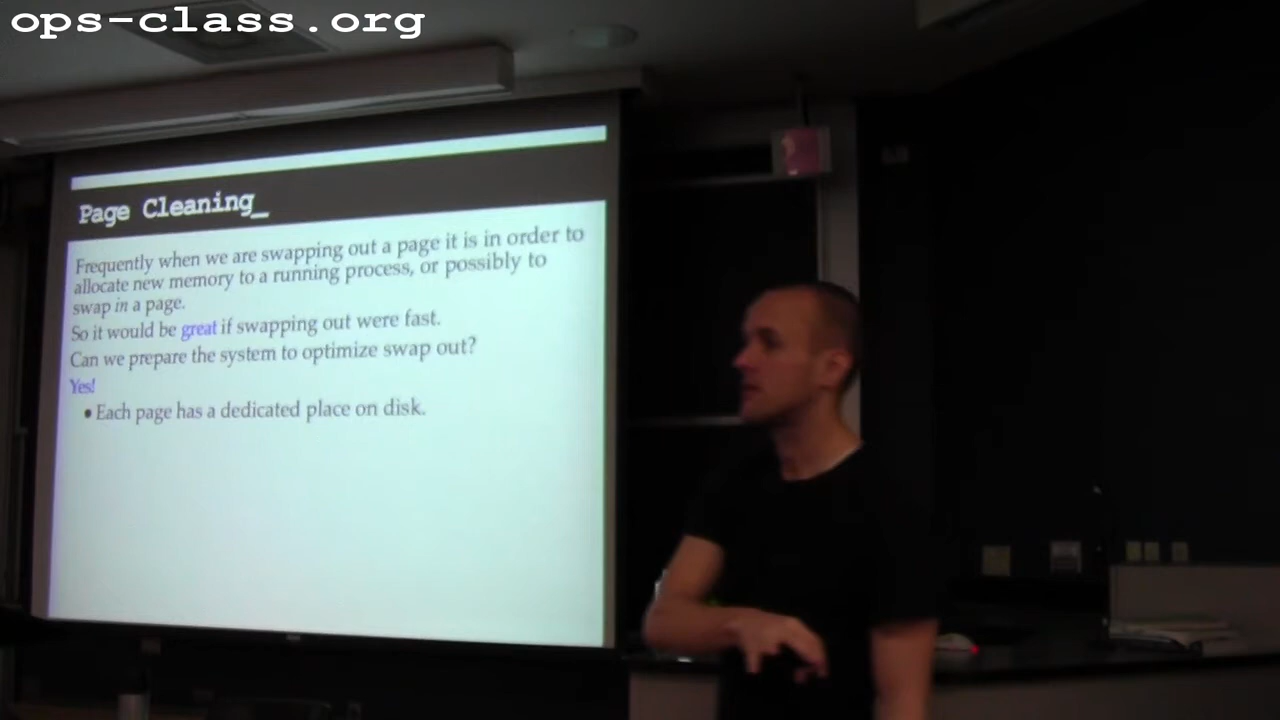 ops-class.org
Page Cleaning_
Frequently when we are swapping out a page it is in order to
allocate new memory to a running process, or possibly to
swap in a page.
So it would be great if swapping out were fast.
Can we prepare the system to optimize swap out?
Yes!
• Each page has a dedicated place on disk.